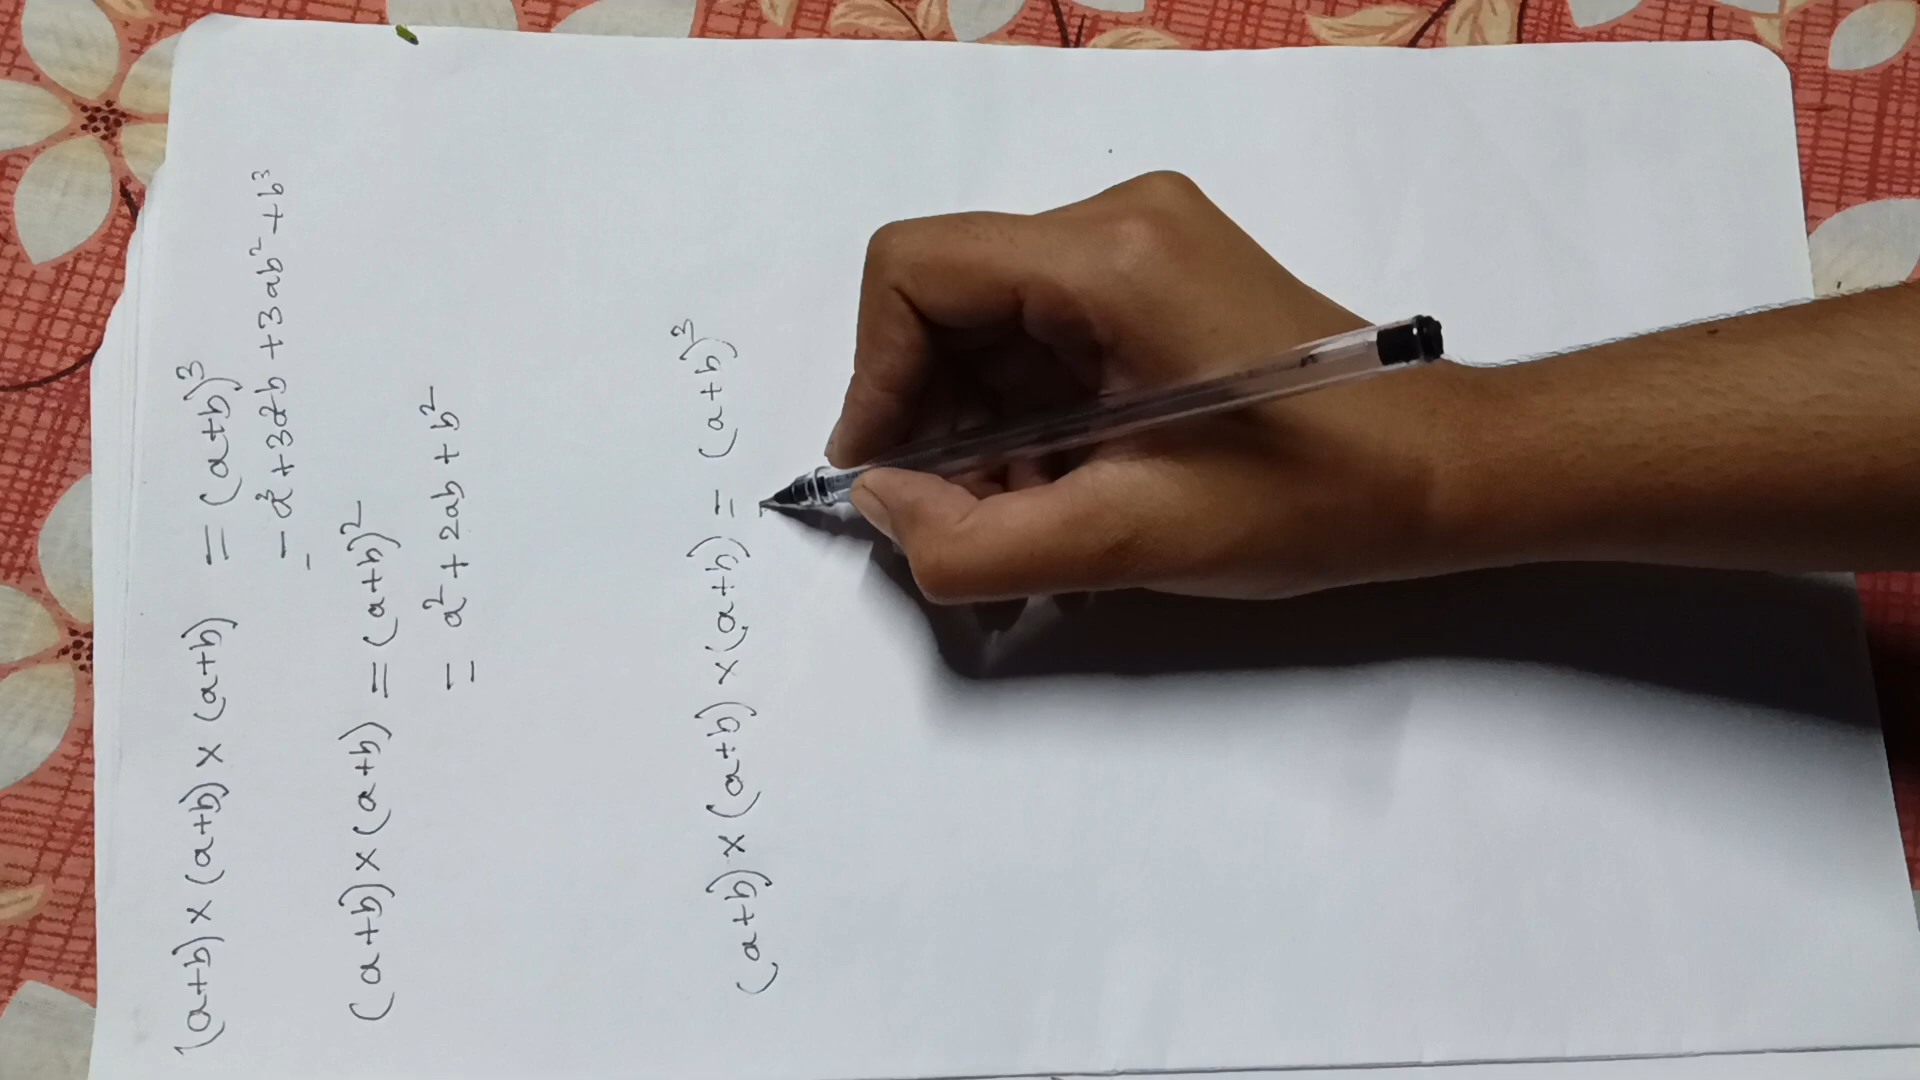 (a+b) × (a+b) × (a+b) = (a+b)³
= a³ + 3a²b + 3ab² + b³
(a+b) × (a+b) = (a+b)²
= a² + 2ab + b²
(a+b) × (a+b) × (a+b) = (a+b)³